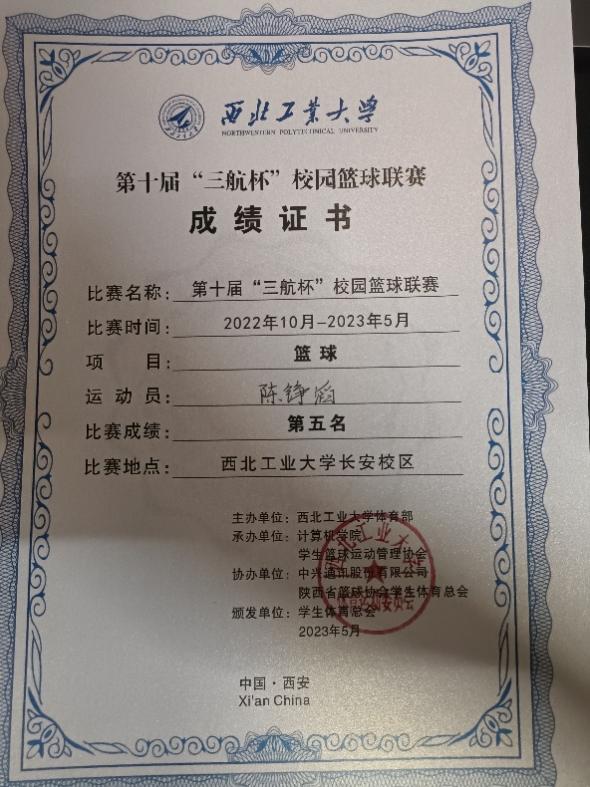 西北工业大学
NORTHWESTERN POLYTECHNICAL UNIVERSITY
第十届“三航杯”校园篮球联赛
成绩证书
比赛名称：第十届“三航杯”校园篮球联赛
比赛时间：2022年10月-2023年5月
项 目：篮球
运动员：陈铮滔
比赛成绩：第五名
比赛地点：西北工业大学长安校区
主办单位：西北工业大学体育部
承办单位：计算机学院
学生篮球运动管理协会
协办单位：中兴通讯股份有限公司
陕西省篮球协会学生体育总会
颁发单位：学生体育总会
2023年5月
中国·西安
Xi'an China